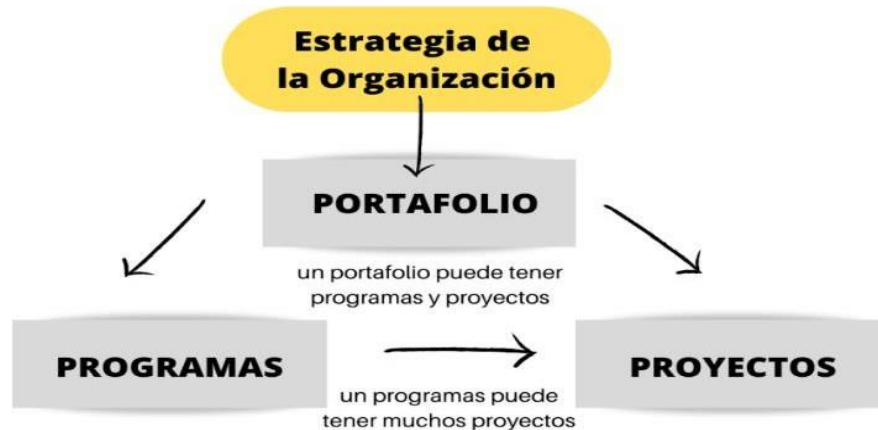 Estrategia de
la Organización
PORTAFOLIO
un portafolio puede tener
programas y proyectos
PROGRAMAS
PROYECTOS
un programas puede
tener muchos proyectos